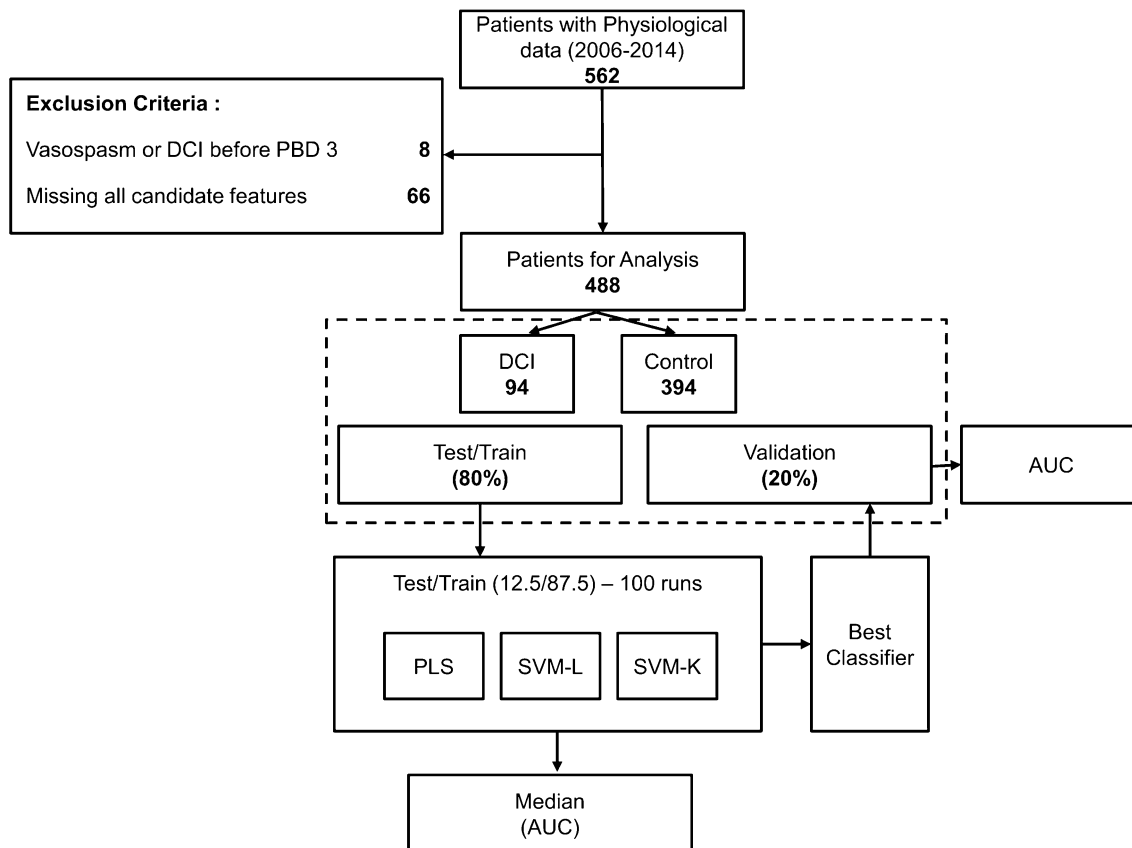 Patients with Physiological
data (2006-2014)
562
Exclusion Criteria :
Vasospasm or DCI before PBD 3 8
Missing all candidate features 66
Patients for Analysis
488
DCI
94
Control
394
Test/Train
(80%)
Validation
(20%)
AUC
Test/Train (12.5/87.5) – 100 runs
PLS
SVM-L
SVM-K
Best
Classifier
Median
(AUC)